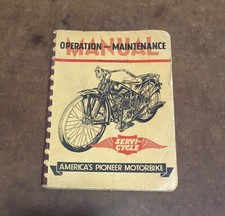 OPERATION - MAINTENANCE
MANUAL
SERVI-
CYCLE
AMERICA'S PIONEER MOTORBIKE